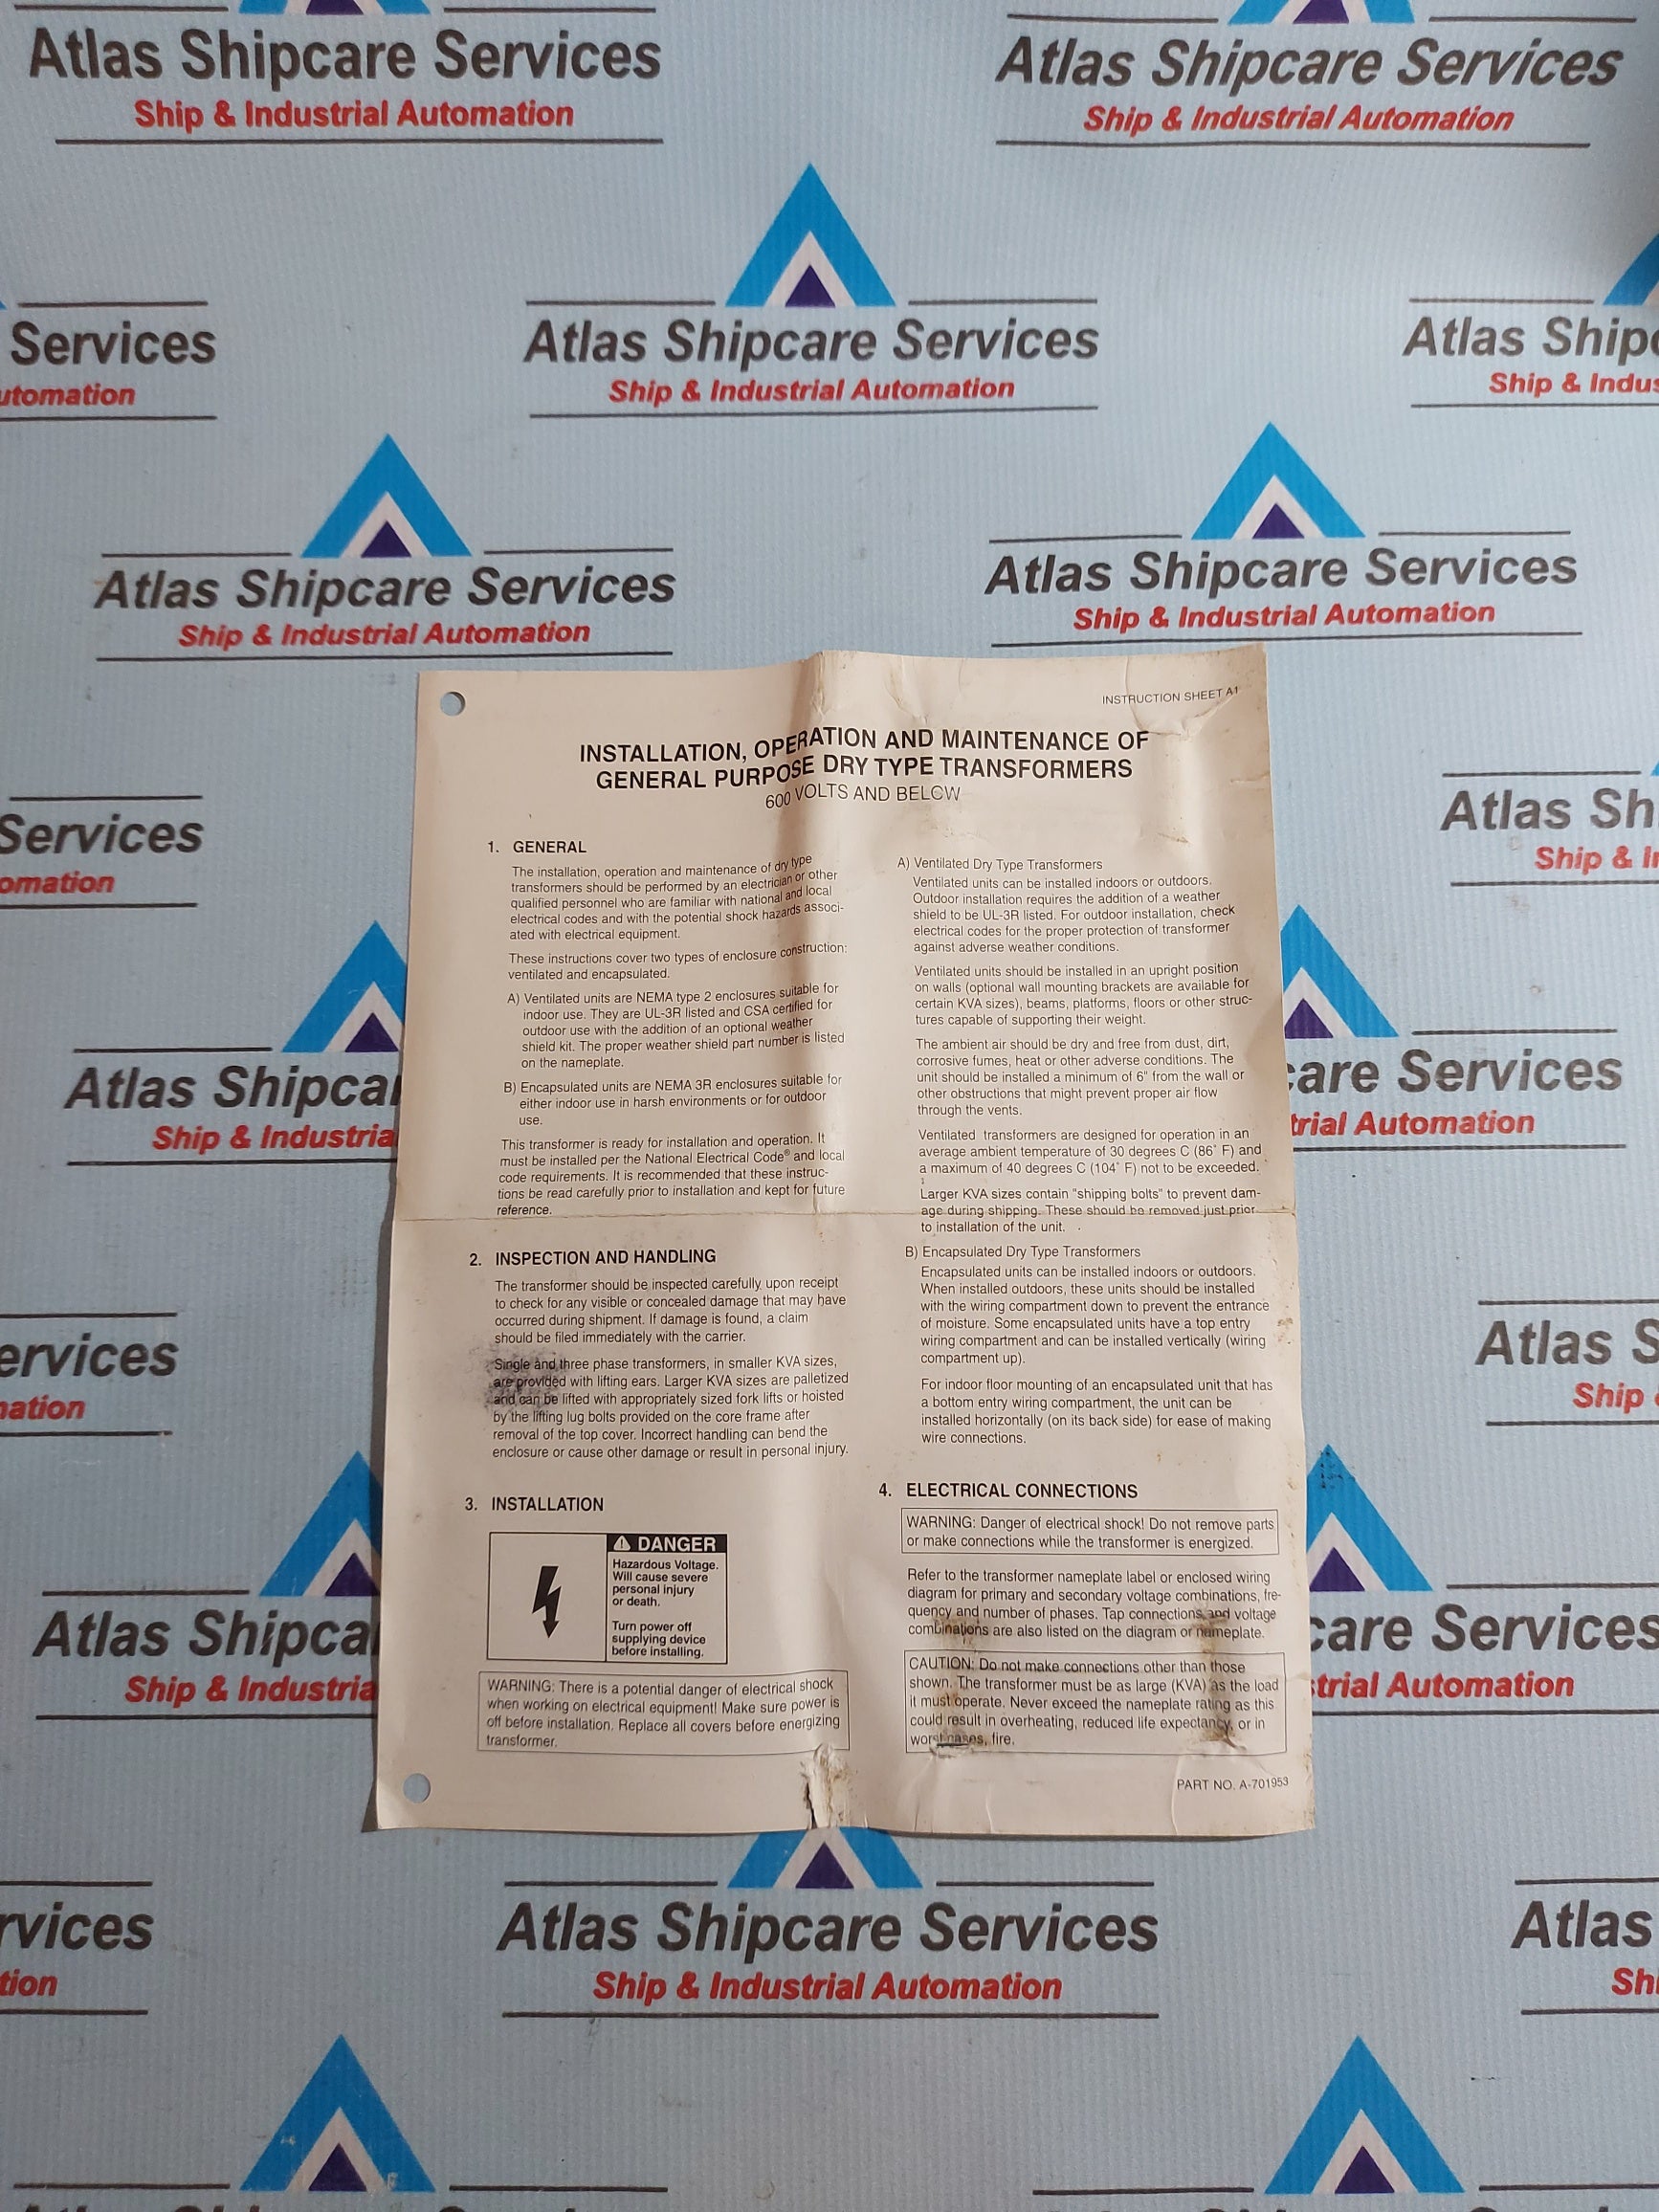 Atlas Shipcare Services
Ship & Industrial Automation
Atlas Shipcare Services
Ship & Industrial Automation
Services
utomation
Atlas Shipcare Services
Ship & Industrial Automation
Atlas Shipc
Ship & Indus
Atlas Shipcare Services
Ship & Industrial Automation
Atlas Shipcare Services
Ship & Industrial Automation
Services
omation
Atlas Sh
Ship & In
Atlas Shipcar
Ship & Industria
care Services
trial Automation
ervices
nation
Atlas S
Ship &
Atlas Shipca
Ship & Industria
care Services
strial Automation
INSTRUCTION SHEET A1
INSTALLATION, OPERATION AND MAINTENANCE OF
GENERAL PURPOSE DRY TYPE TRANSFORMERS
600 VOLTS AND BELOW
1. GENERAL
The installation, operation and maintenance of dry type
transformers should be performed by an electrician or other
qualified personnel who are familiar with national and local
electrical codes and with the potential shock hazards associ-
ated with electrical equipment.
These instructions cover two types of enclosure construction:
ventilated and encapsulated.
A) Ventilated units are NEMA type 2 enclosures suitable for
indoor use. They are UL-3R listed and CSA certified for
outdoor use with the addition of an optional weather
shield kit. The proper weather shield part number is listed
on the nameplate.
B) Encapsulated units are NEMA 3R enclosures suitable for
either indoor use in harsh environments or for outdoor
use.
This transformer is ready for installation and operation. It
must be installed per the National Electrical Code® and local
code requirements. It is recommended that these instruc-
tions be read carefully prior to installation and kept for future
reference.
2. INSPECTION AND HANDLING
The transformer should be inspected carefully upon receipt
to check for any visible or concealed damage that may have
occurred during shipment. If damage is found, a claim
should be filed immediately with the carrier.
Single and three phase transformers, in smaller KVA sizes,
are provided with lifting ears. Larger KVA sizes are palletized
and can be lifted with appropriately sized fork lifts or hoisted
by the lifting lug bolts provided on the core frame after
removal of the top cover. Incorrect handling can bend the
enclosure or cause other damage or result in personal injury.
3. INSTALLATION
DANGER
Hazardous Voltage.
Will cause severe
personal injury
or death.
Turn power off
supplying device
before installing.
WARNING: There is a potential danger of electrical shock
when working on electrical equipment! Make sure power is
off before installation. Replace all covers before energizing
transformer.
A) Ventilated Dry Type Transformers
Ventilated units can be installed indoors or outdoors.
Outdoor installation requires the addition of a weather
shield to be UL-3R listed. For outdoor installation, check
electrical codes for the proper protection of transformer
against adverse weather conditions.
Ventilated units should be installed in an upright position
on walls (optional wall mounting brackets are available for
certain KVA sizes), beams, platforms, floors or other struc-
tures capable of supporting their weight.
The ambient air should be dry and free from dust, dirt,
corrosive fumes, heat or other adverse conditions. The
unit should be installed a minimum of 6" from the wall or
other obstructions that might prevent proper air flow
through the vents.
Ventilated transformers are designed for operation in an
average ambient temperature of 30 degrees C (86° F) and
a maximum of 40 degrees C (104° F) not to be exceeded.
Larger KVA sizes contain "shipping bolts" to prevent dam-
age during shipping. These should be removed just prior
to installation of the unit.
B) Encapsulated Dry Type Transformers
Encapsulated units can be installed indoors or outdoors.
When installed outdoors, these units should be installed
with the wiring compartment down to prevent the entrance
of moisture. Some encapsulated units have a top entry
wiring compartment and can be installed vertically (wiring
compartment up).
For indoor floor mounting of an encapsulated unit that has
a bottom entry wiring compartment, the unit can be
installed horizontally (on its back side) for ease of making
wire connections.
4. ELECTRICAL CONNECTIONS
WARNING: Danger of electrical shock! Do not remove parts
or make connections while the transformer is energized.
Refer to the transformer nameplate label or enclosed wiring
diagram for primary and secondary voltage combinations, fre-
quency and number of phases. Tap connections and voltage
combinations are also listed on the diagram or nameplate.
CAUTION: Do not make connections other than those
shown. The transformer must be as large (KVA) as the load
it must operate. Never exceed the nameplate rating as this
could result in overheating, reduced life expectancy, or in
worst cases, fire.
PART NO. A-701953
rvices
tion
Atlas Shipcare Services
Ship & Industrial Automation
Atlas
Shi